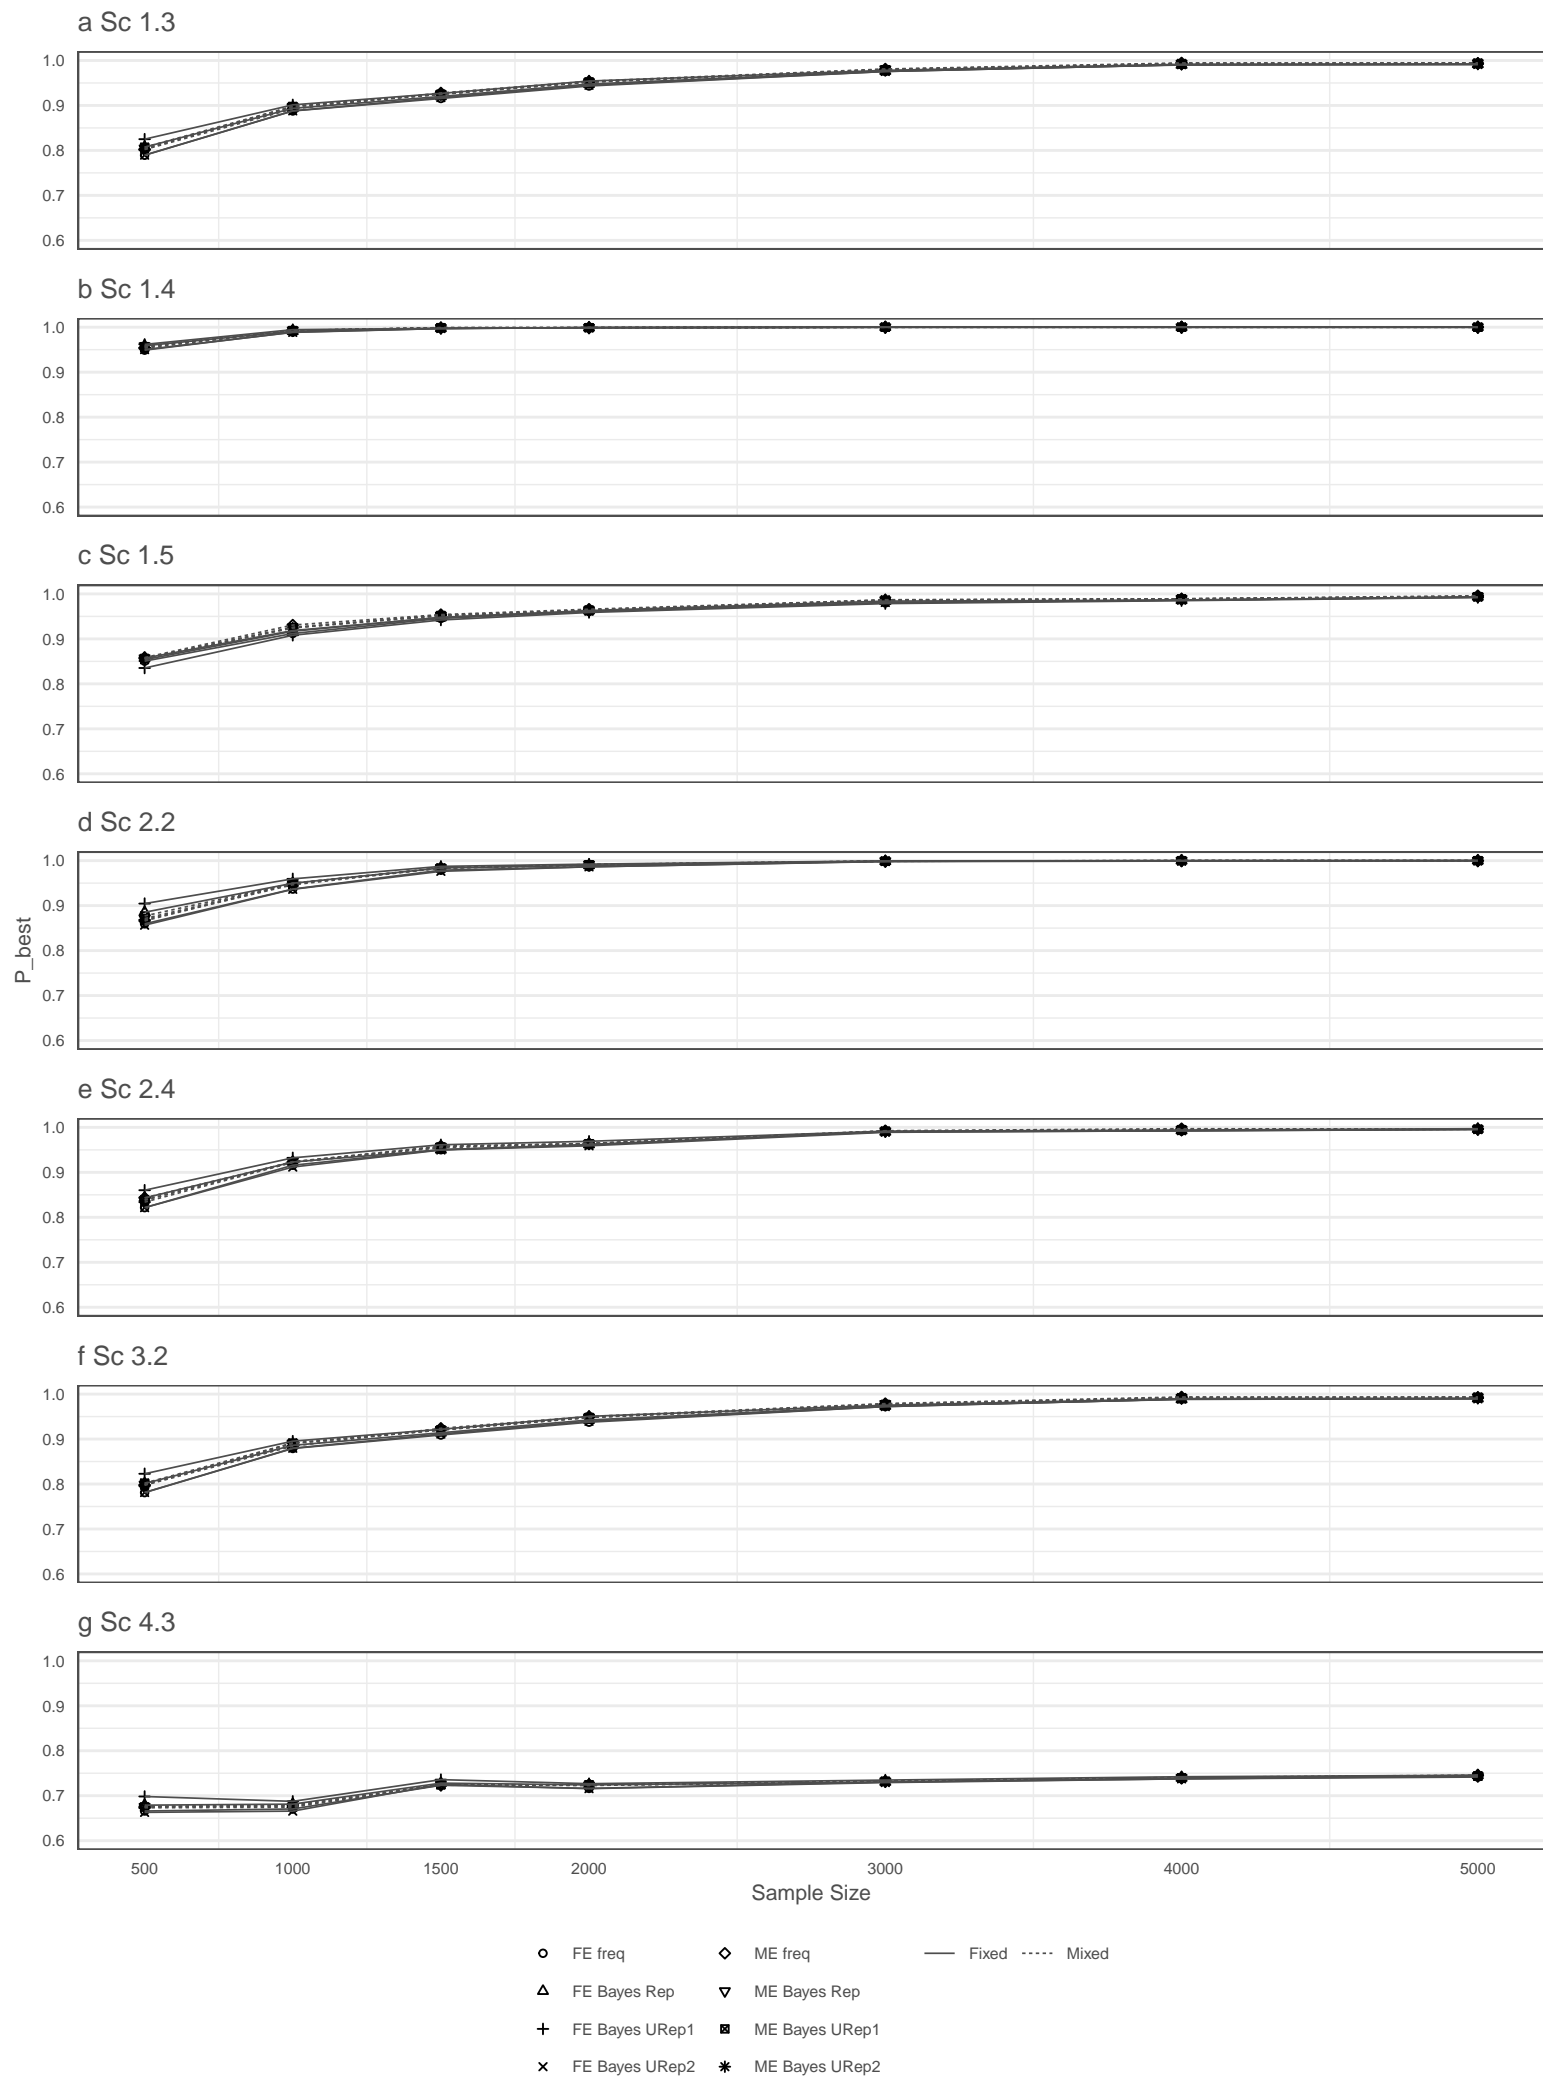 a Sc 1.3
1.0
0.9
0.8
0.7
0.6
b Sc 1.4
1.0
0.9
0.8
0.7
0.6
c Sc 1.5
1.0
0.9
0.8
0.7
0.6
d Sc 2.2
1.0
0.9
0.8
0.7
0.6
P_best
e Sc 2.4
1.0
0.9
0.8
0.7
0.6
f Sc 3.2
1.0
0.9
0.8
0.7
0.6
g Sc 4.3
1.0
0.9
0.8
0.7
0.6
500 1000 1500 2000 3000 4000 5000
Sample Size
FE freq ME freq Fixed Mixed
FE Bayes Rep ME Bayes Rep
FE Bayes URep1 ME Bayes URep1
FE Bayes URep2 ME Bayes URep2